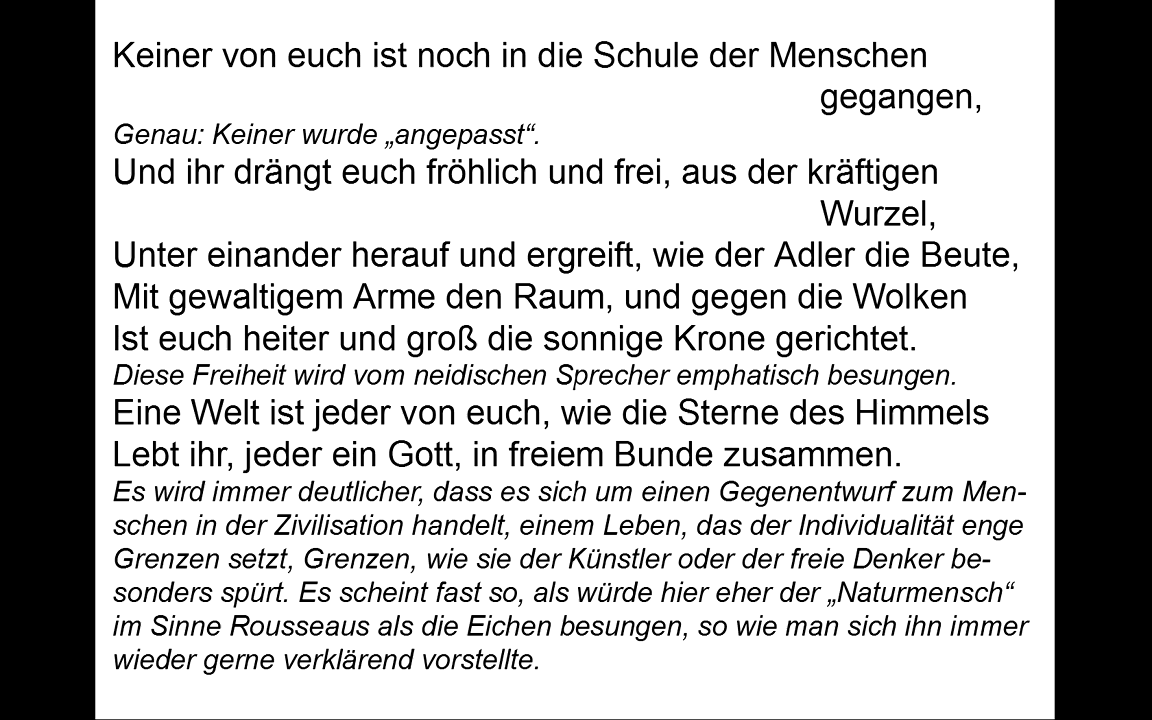 Keiner von euch ist noch in die Schule der Menschen
gegangen,
Genau: Keiner wurde „angepasst“.
Und ihr drängt euch fröhlich und frei, aus der kräftigen
Wurzel,
Unter einander herauf und ergreift, wie der Adler die Beute,
Mit gewaltigem Arme den Raum, und gegen die Wolken
Ist euch heiter und groß die sonnige Krone gerichtet.
Diese Freiheit wird vom neidischen Sprecher emphatisch besungen.
Eine Welt ist jeder von euch, wie die Sterne des Himmels
Lebt ihr, jeder ein Gott, in freiem Bunde zusammen.
Es wird immer deutlicher, dass es sich um einen Gegenentwurf zum Men-
schen in der Zivilisation handelt, einem Leben, das der Individualität enge
Grenzen setzt, Grenzen, wie sie der Künstler oder der freie Denker be-
sonders spürt. Es scheint fast so, als würde hier eher der „Naturmensch“
im Sinne Rousseaus als die Eichen besungen, so wie man sich ihn immer
wieder gerne verklärend vorstellte.